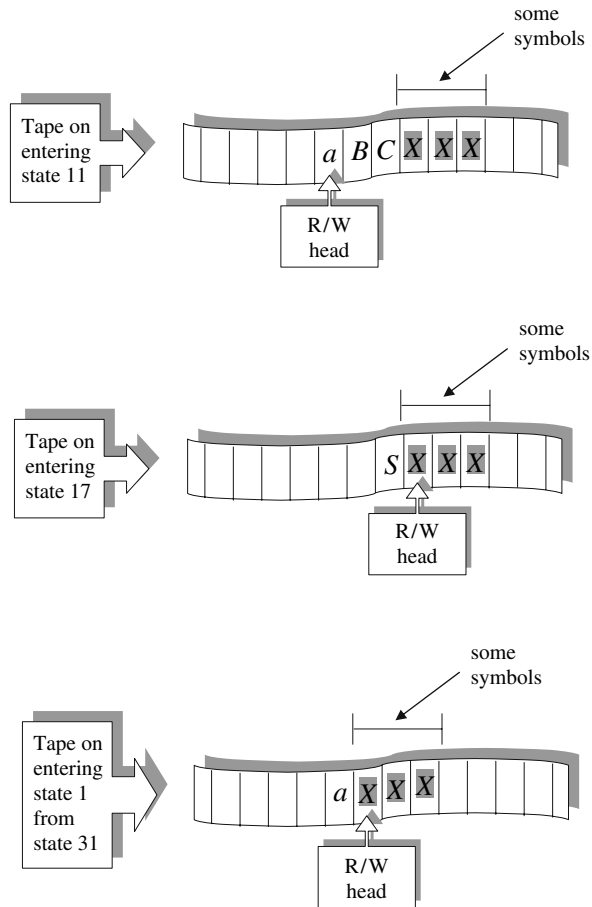 some
symbols
Tape on
entering
state 11
a B C X X X
R/W
head
some
symbols
Tape on
entering
state 17
S X X X
R/W
head
some
symbols
Tape on
entering
state 1
from
state 31
a X X X
R/W
head